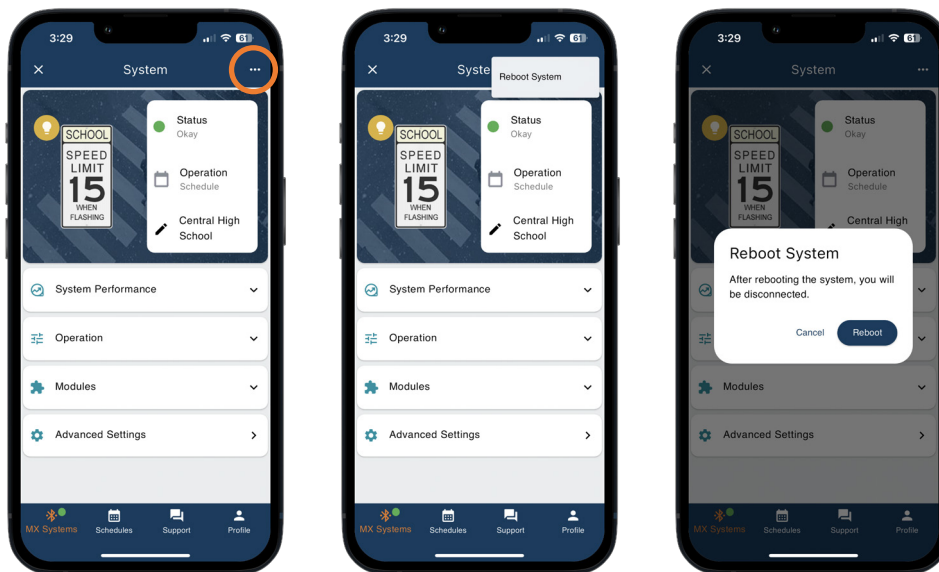 3:29
61
System
SCHOOL
SPEED
LIMIT
15
WHEN
FLASHING
Status
Okay
Operation
Schedule
Central High
School
System Performance
Operation
Modules
Advanced Settings
MX Systems
Schedules
Support
Profile
3:29
61
Syste
Reboot System
SCHOOL
SPEED
LIMIT
15
WHEN
FLASHING
Status
Okay
Operation
Schedule
Central High
School
System Performance
Operation
Modules
Advanced Settings
MX Systems
Schedules
Support
Profile
3:29
61
System
SCHOOL
SPEED
LIMIT
15
WHEN
FLASHING
Status
Okay
Operation
Schedule
Central High
Reboot System
After rebooting the system, you will
be disconnected.
Cancel
Reboot
Modules
Advanced Settings
MX Systems
Schedules
Support
Profile